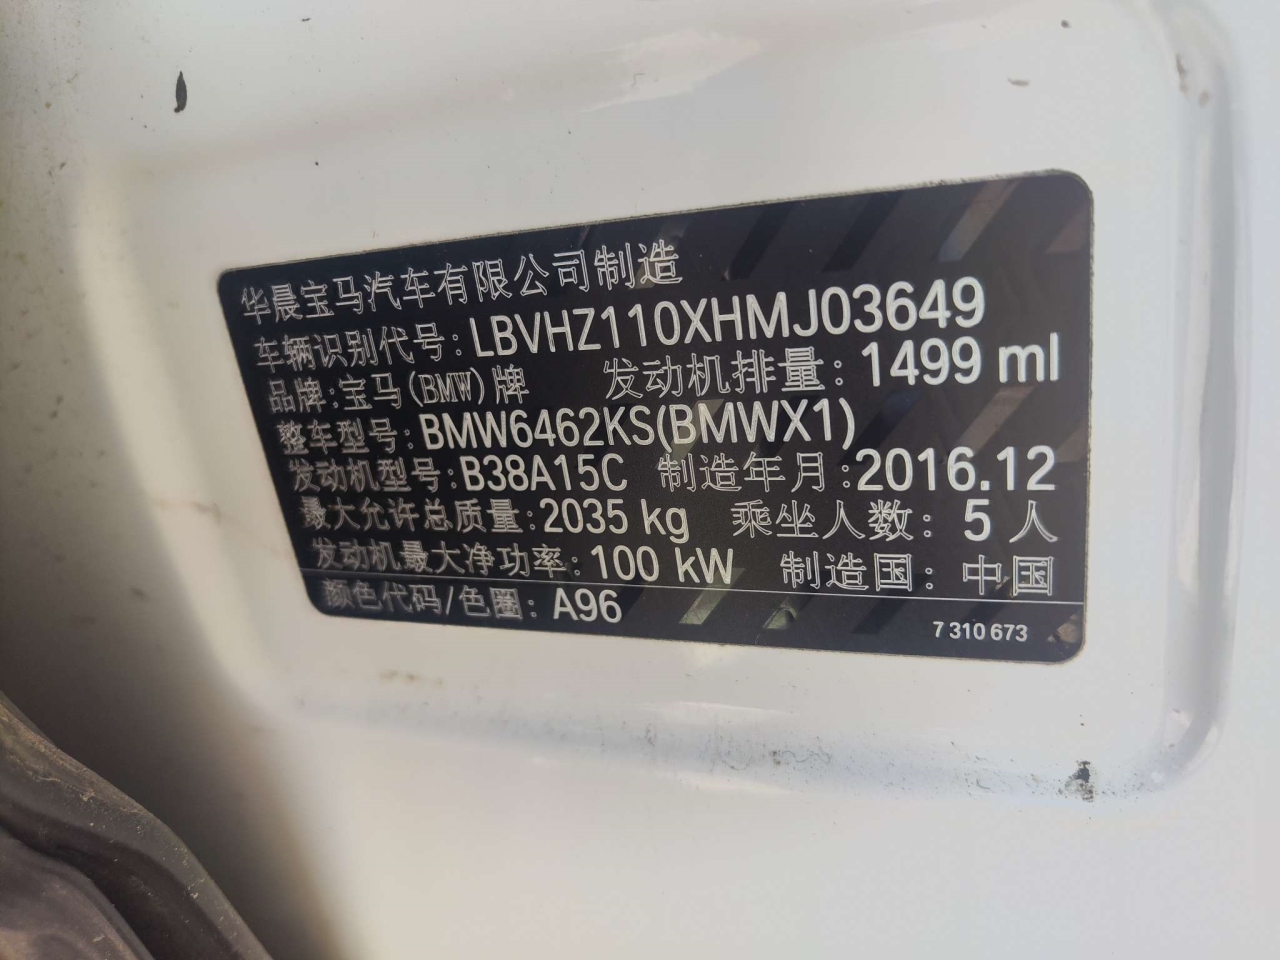 华晨宝马汽车有限公司制造
车辆识别代号: LBVHZ110XHMJ03649
品牌: 宝马(BMW)牌 发动机排量: 1499 ml
整车型号: BMW6462KS(BMWX1)
发动机型号: B38A15C 制造年月: 2016.12
最大允许总质量: 2035 kg 乘坐人数: 5 人
发动机最大净功率: 100 kW 制造国: 中国
颜色代码/色圈: A96
7 310 673